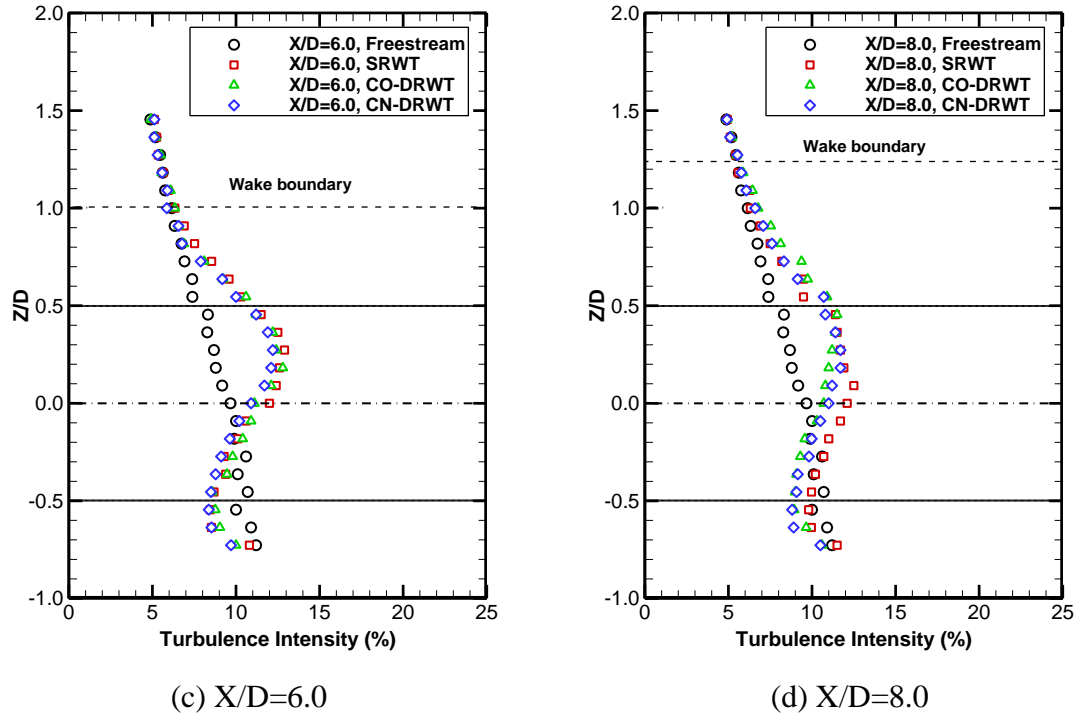 2.0
1.5
1.0
0.5
0.0
-0.5
-1.0
Z/D
X/D=6.0, Freestream
X/D=6.0, SRWT
X/D=6.0, CO-DRWT
X/D=6.0, CN-DRWT
Wake boundary
0 5 10 15 20 25
Turbulence Intensity (%)
(c) X/D=6.0
2.0
1.5
1.0
0.5
0.0
-0.5
-1.0
Z/D
X/D=8.0, Freestream
X/D=8.0, SRWT
X/D=8.0, CO-DRWT
X/D=8.0, CN-DRWT
Wake boundary
0 5 10 15 20 25
Turbulence Intensity (%)
(d) X/D=8.0